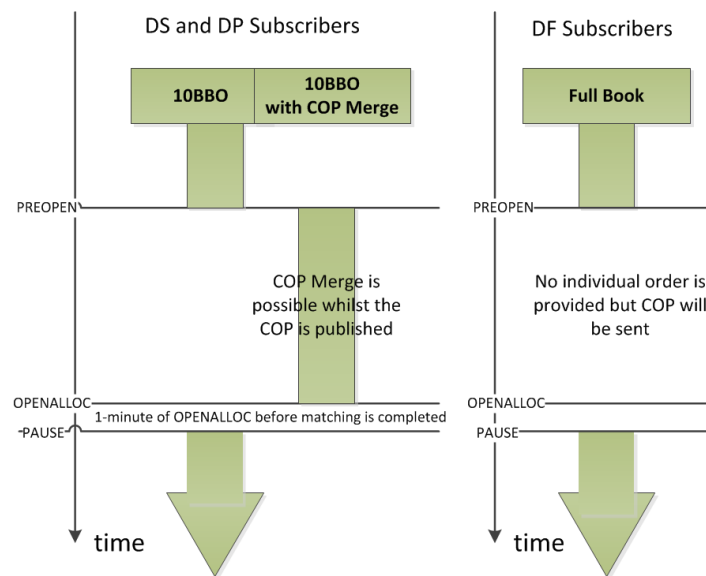 DS and DP Subscribers
10BBO
10BBO
with COP Merge
PREOPEN
COP Merge is
possible whilst the
COP is published
OPENALLOC
1-minute of OPENALLOC before matching is completed
PAUSE
time
DF Subscribers
Full Book
PREOPEN
No individual order is
provided but COP will
be sent
OPENALLOC
PAUSE
time